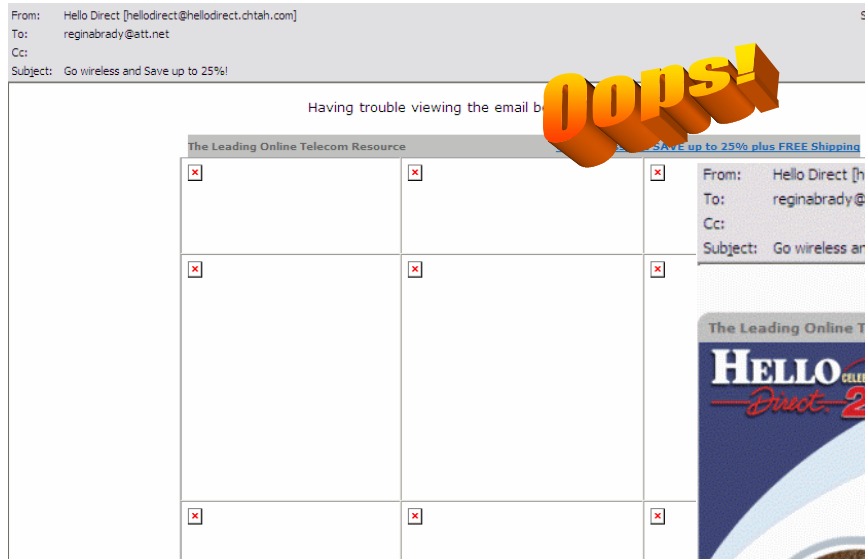 From: Hello Direct [hellodirect@hellodirect.chtah.com]
To: reginabrady@att.net
Cc:
Subject: Go wireless and Save up to 25%!
Oops!
Having trouble viewing the email
The Leading Online Telecom Resource
SAVE up to 25% plus FREE Shipping
From: Hello Direct [h
To: reginabrady@
Cc:
Subject: Go wireless an
The Leading Online T
HELLO
Direct.
CELE
2